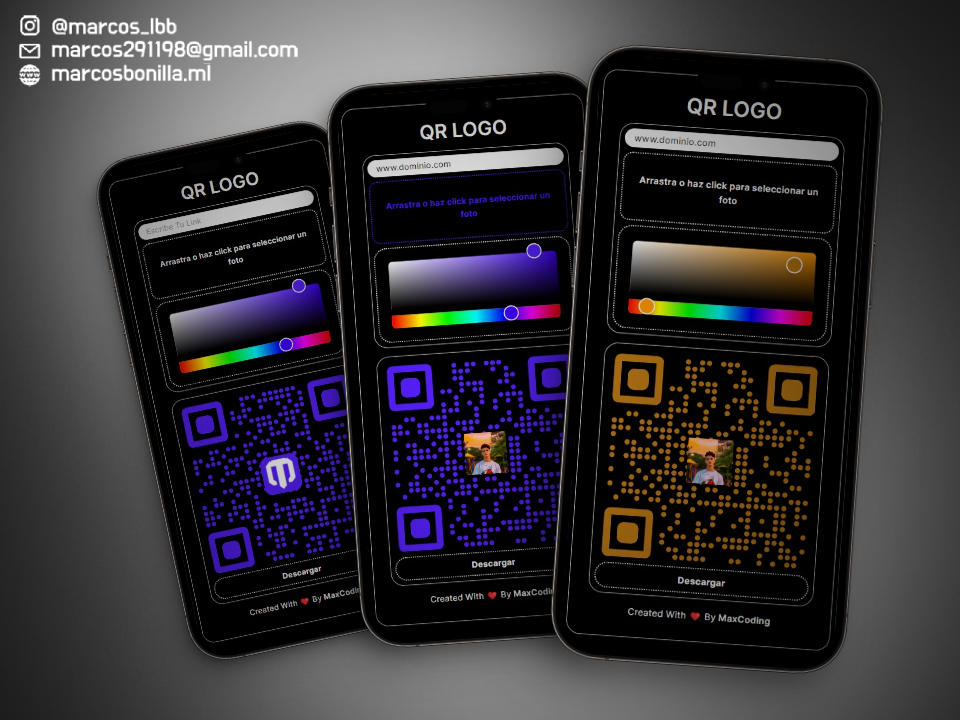 @marcos_lbb
marcos291198@gmail.com
marcosbonilla.ml
QR LOGO
Escribe Tu Link
Arrastra o haz click para seleccionar un
foto
Descargar
Created With ❤️ By MaxCoding
QR LOGO
www.dominio.com
Arrastra o haz click para seleccionar un
foto
Descargar
Created With ❤️ By MaxCoding
QR LOGO
www.dominio.com
Arrastra o haz click para seleccionar un
foto
Descargar
Created With ❤️ By MaxCoding